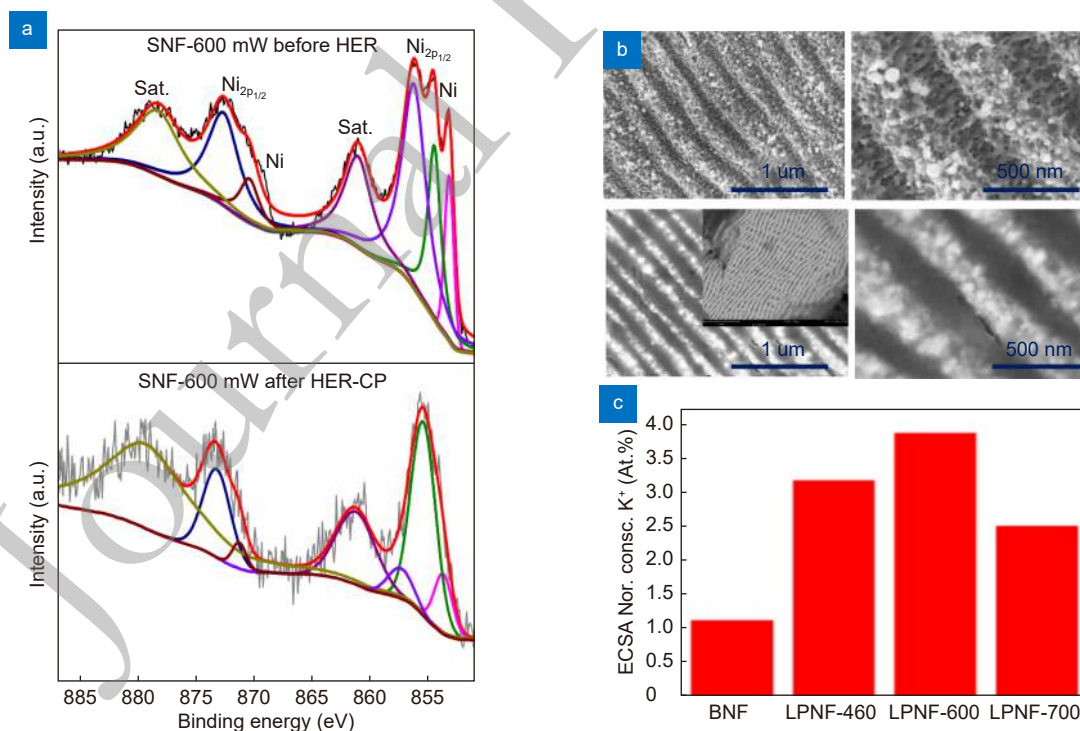 a
SNF-600 mW before HER
Sat.
Ni2p1/2
Ni
Sat.
Ni2p1/2
Ni
Intensity (a.u.)
SNF-600 mW after HER-CP
Intensity (a.u.)
885 880 875 870 865 860 855
Binding energy (eV)
b
1 um
500 nm
1 um
500 nm
c
ECSA Nor. consc. K⁺ (At.%)
4.0
3.5
3.0
2.5
2.0
1.0
0.5
0
BNF LPNF-460 LPNF-600 LPNF-700
Journal